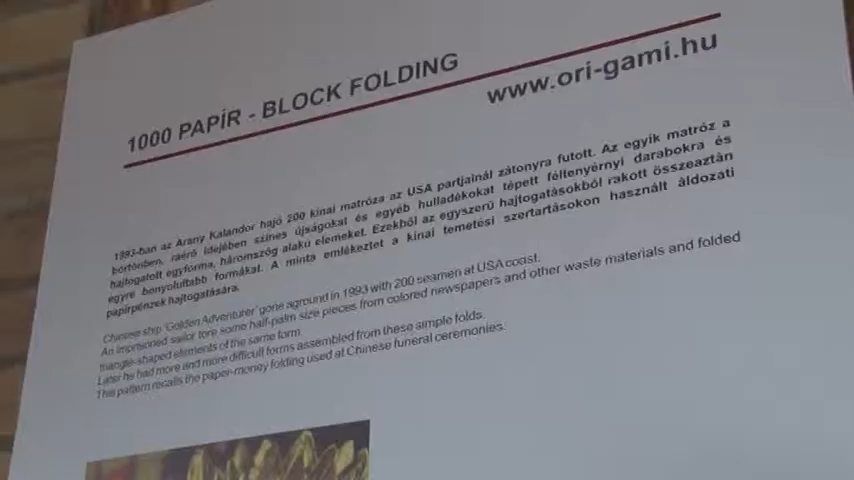 1000 PAPÍR - BLOCK FOLDING
www.ori-gami.hu
1993-ban az Arany Kalandor hajó 200 kínai matróza az USA partjainál zátonyra futott. Az egyik matróz a
börtönben, ráérő idejében színes újságokat és egyéb hulladékokat tépett féltenyérnyi darabokra és
hajtogatott egyforma, háromszög alakú elemeket. Ezekből az egyszerű hajtogatásokból rakott összeaztán
egyre bonyolultabb formákat. A minta emlékeztet a kínai temetési szertartásokon használt áldozati
papírpénzek hajtogatására.
Chinese ship 'Golden Adventurer' gone aground in 1993 with 200 seamen at USA coast.
An imprisoned sailor tore some half-palm size pieces from colored newspapers and other waste materials and folded
triangle-shaped elements of the same form.
Later he had more and more difficult forms assembled from these simple folds.
This pattern recalls the paper-money folding used at Chinese funeral ceremonies.